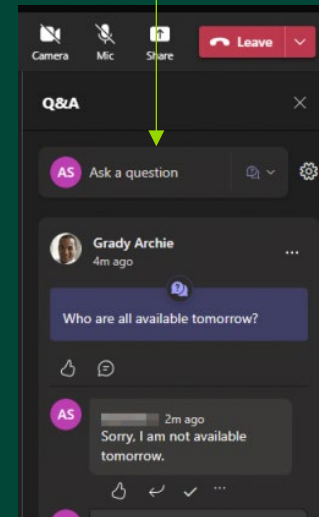 Camera Mic Share Leave
Q&A
AS Ask a question
Grady Archie
4m ago
Who are all available tomorrow?
AS 2m ago
Sorry, I am not available
tomorrow.